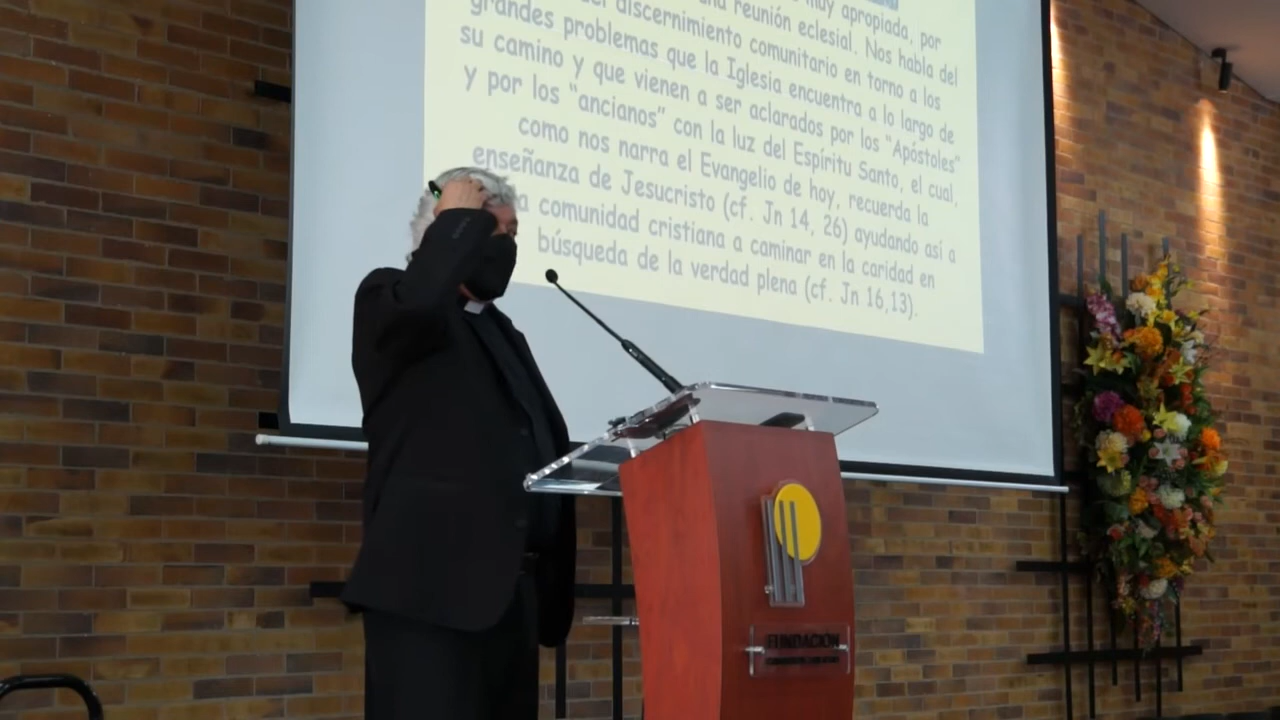 muy apropiada, por
una reunión eclesial. Nos habla del
del discernimiento comunitario en torno a los
grandes problemas que la Iglesia encuentra a lo largo de
su camino y que vienen a ser aclarados por los “Apóstoles”
y por los “ancianos” con la luz del Espíritu Santo, el cual,
como nos narra el Evangelio de hoy, recuerda la
enseñanza de Jesucristo (cf. Jn 14, 26) ayudando así a
a comunidad cristiana a caminar en la caridad en
búsqueda de la verdad plena (cf. Jn 16,13).
FUNDACIÓN